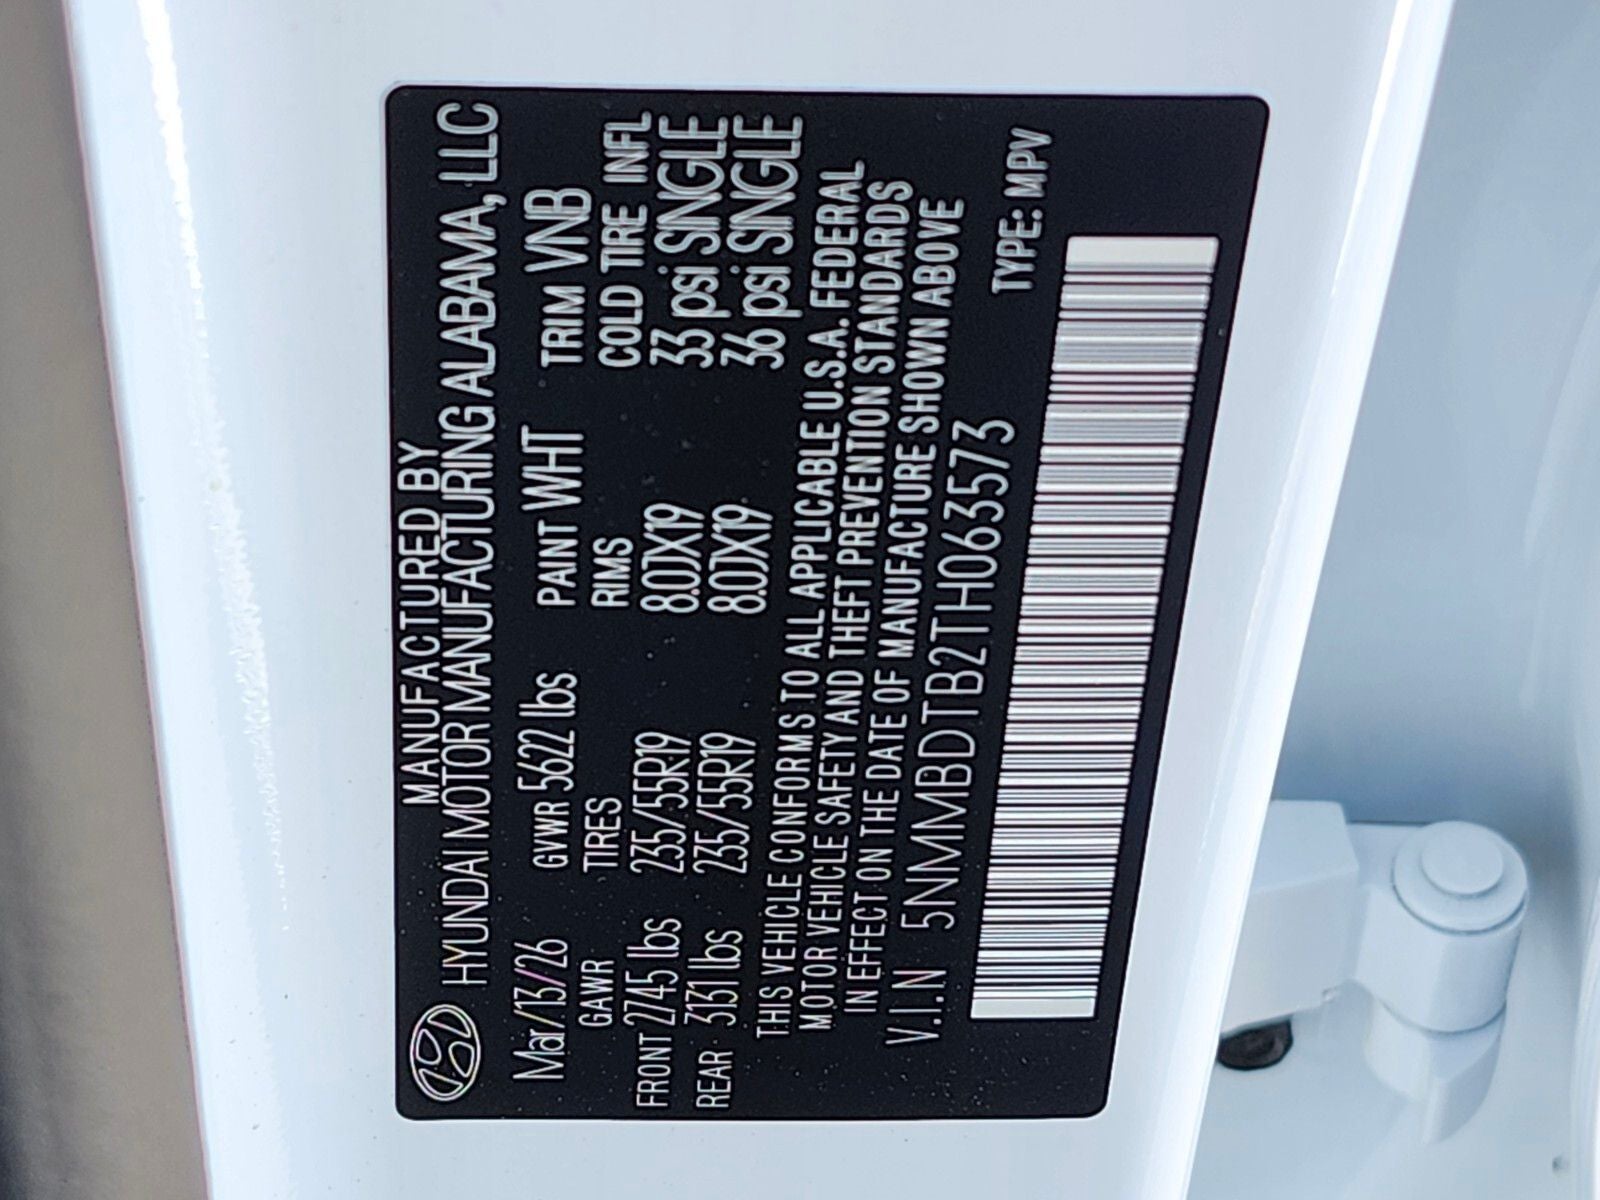 MANUFACTURED BY
HYUNDAI MOTOR MANUFACTURING ALABAMA, LLC
Mar/13/26 GVWR 5622 lbs PAINT WHT TRIM VNB
GAWR TIRES RIMS COLD TIRE INFL
FRONT 2745 lbs 235/55R19 8.0JX19 33 psi SINGLE
REAR 3131 lbs 235/55R19 8.0JX19 36 psi SINGLE
THIS VEHICLE CONFORMS TO ALL APPLICABLE U.S.A. FEDERAL
MOTOR VEHICLE SAFETY AND THEFT PREVENTION STANDARDS
IN EFFECT ON THE DATE OF MANUFACTURE SHOWN ABOVE
V.I.N 5NMMBDTB2TH063573
TYPE: MPV